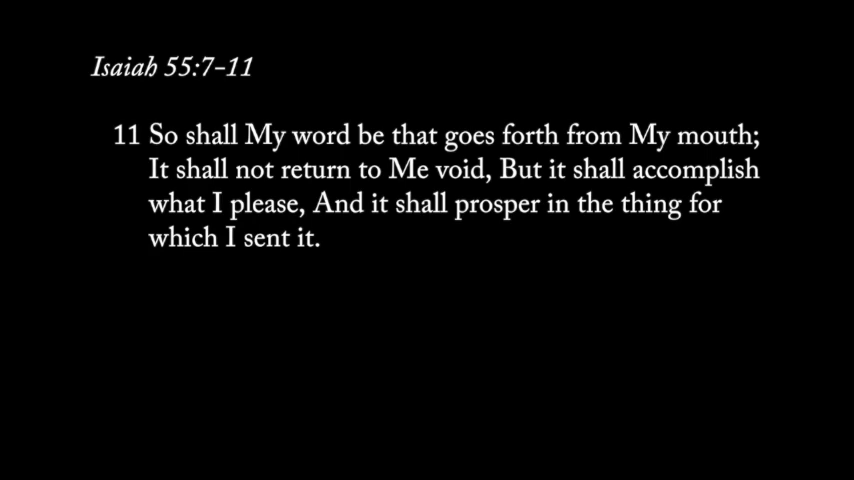 Isaiah 55:7-11
11 So shall My word be that goes forth from My mouth;
It shall not return to Me void, But it shall accomplish
what I please, And it shall prosper in the thing for
which I sent it.